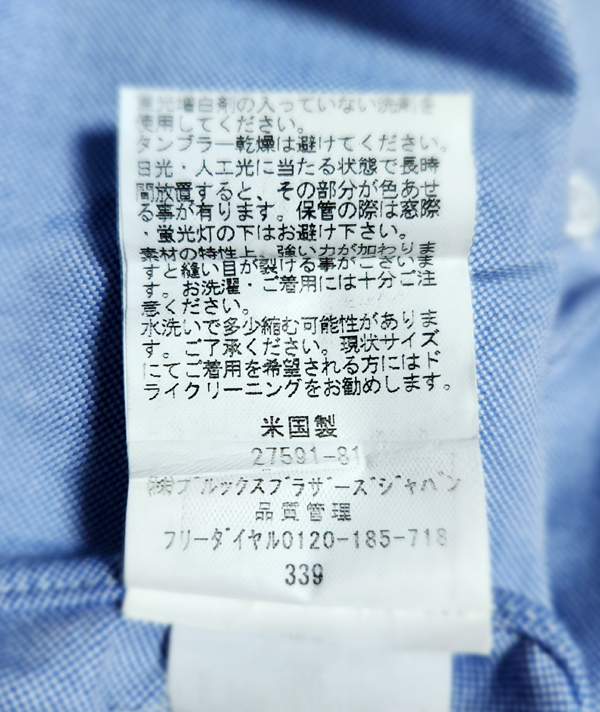 蛍光増白剤の入っていない洗剤を
使用してください。
タンブラー乾燥は避けてください。
日光・人工光に当たる状態で長時
間放置すると、その部分が色あせ
る事が有ります。保管の際は窓際
・蛍光灯の下はお避け下さい。
素材の特性上、強い力が加わりま
すと縫い目が裂ける事がございま
す。お洗濯・ご着用には十分ご注
意ください。
水洗いで多少縮む可能性がありま
す。ご了承ください。現状サイズ
にてご着用を希望される方にはド
ライクリーニングをお勧めします。
米国製
27591-81
㈱ブルックスブラザーズジャパン
品質管理
フリーダイヤル0120-185-718
339